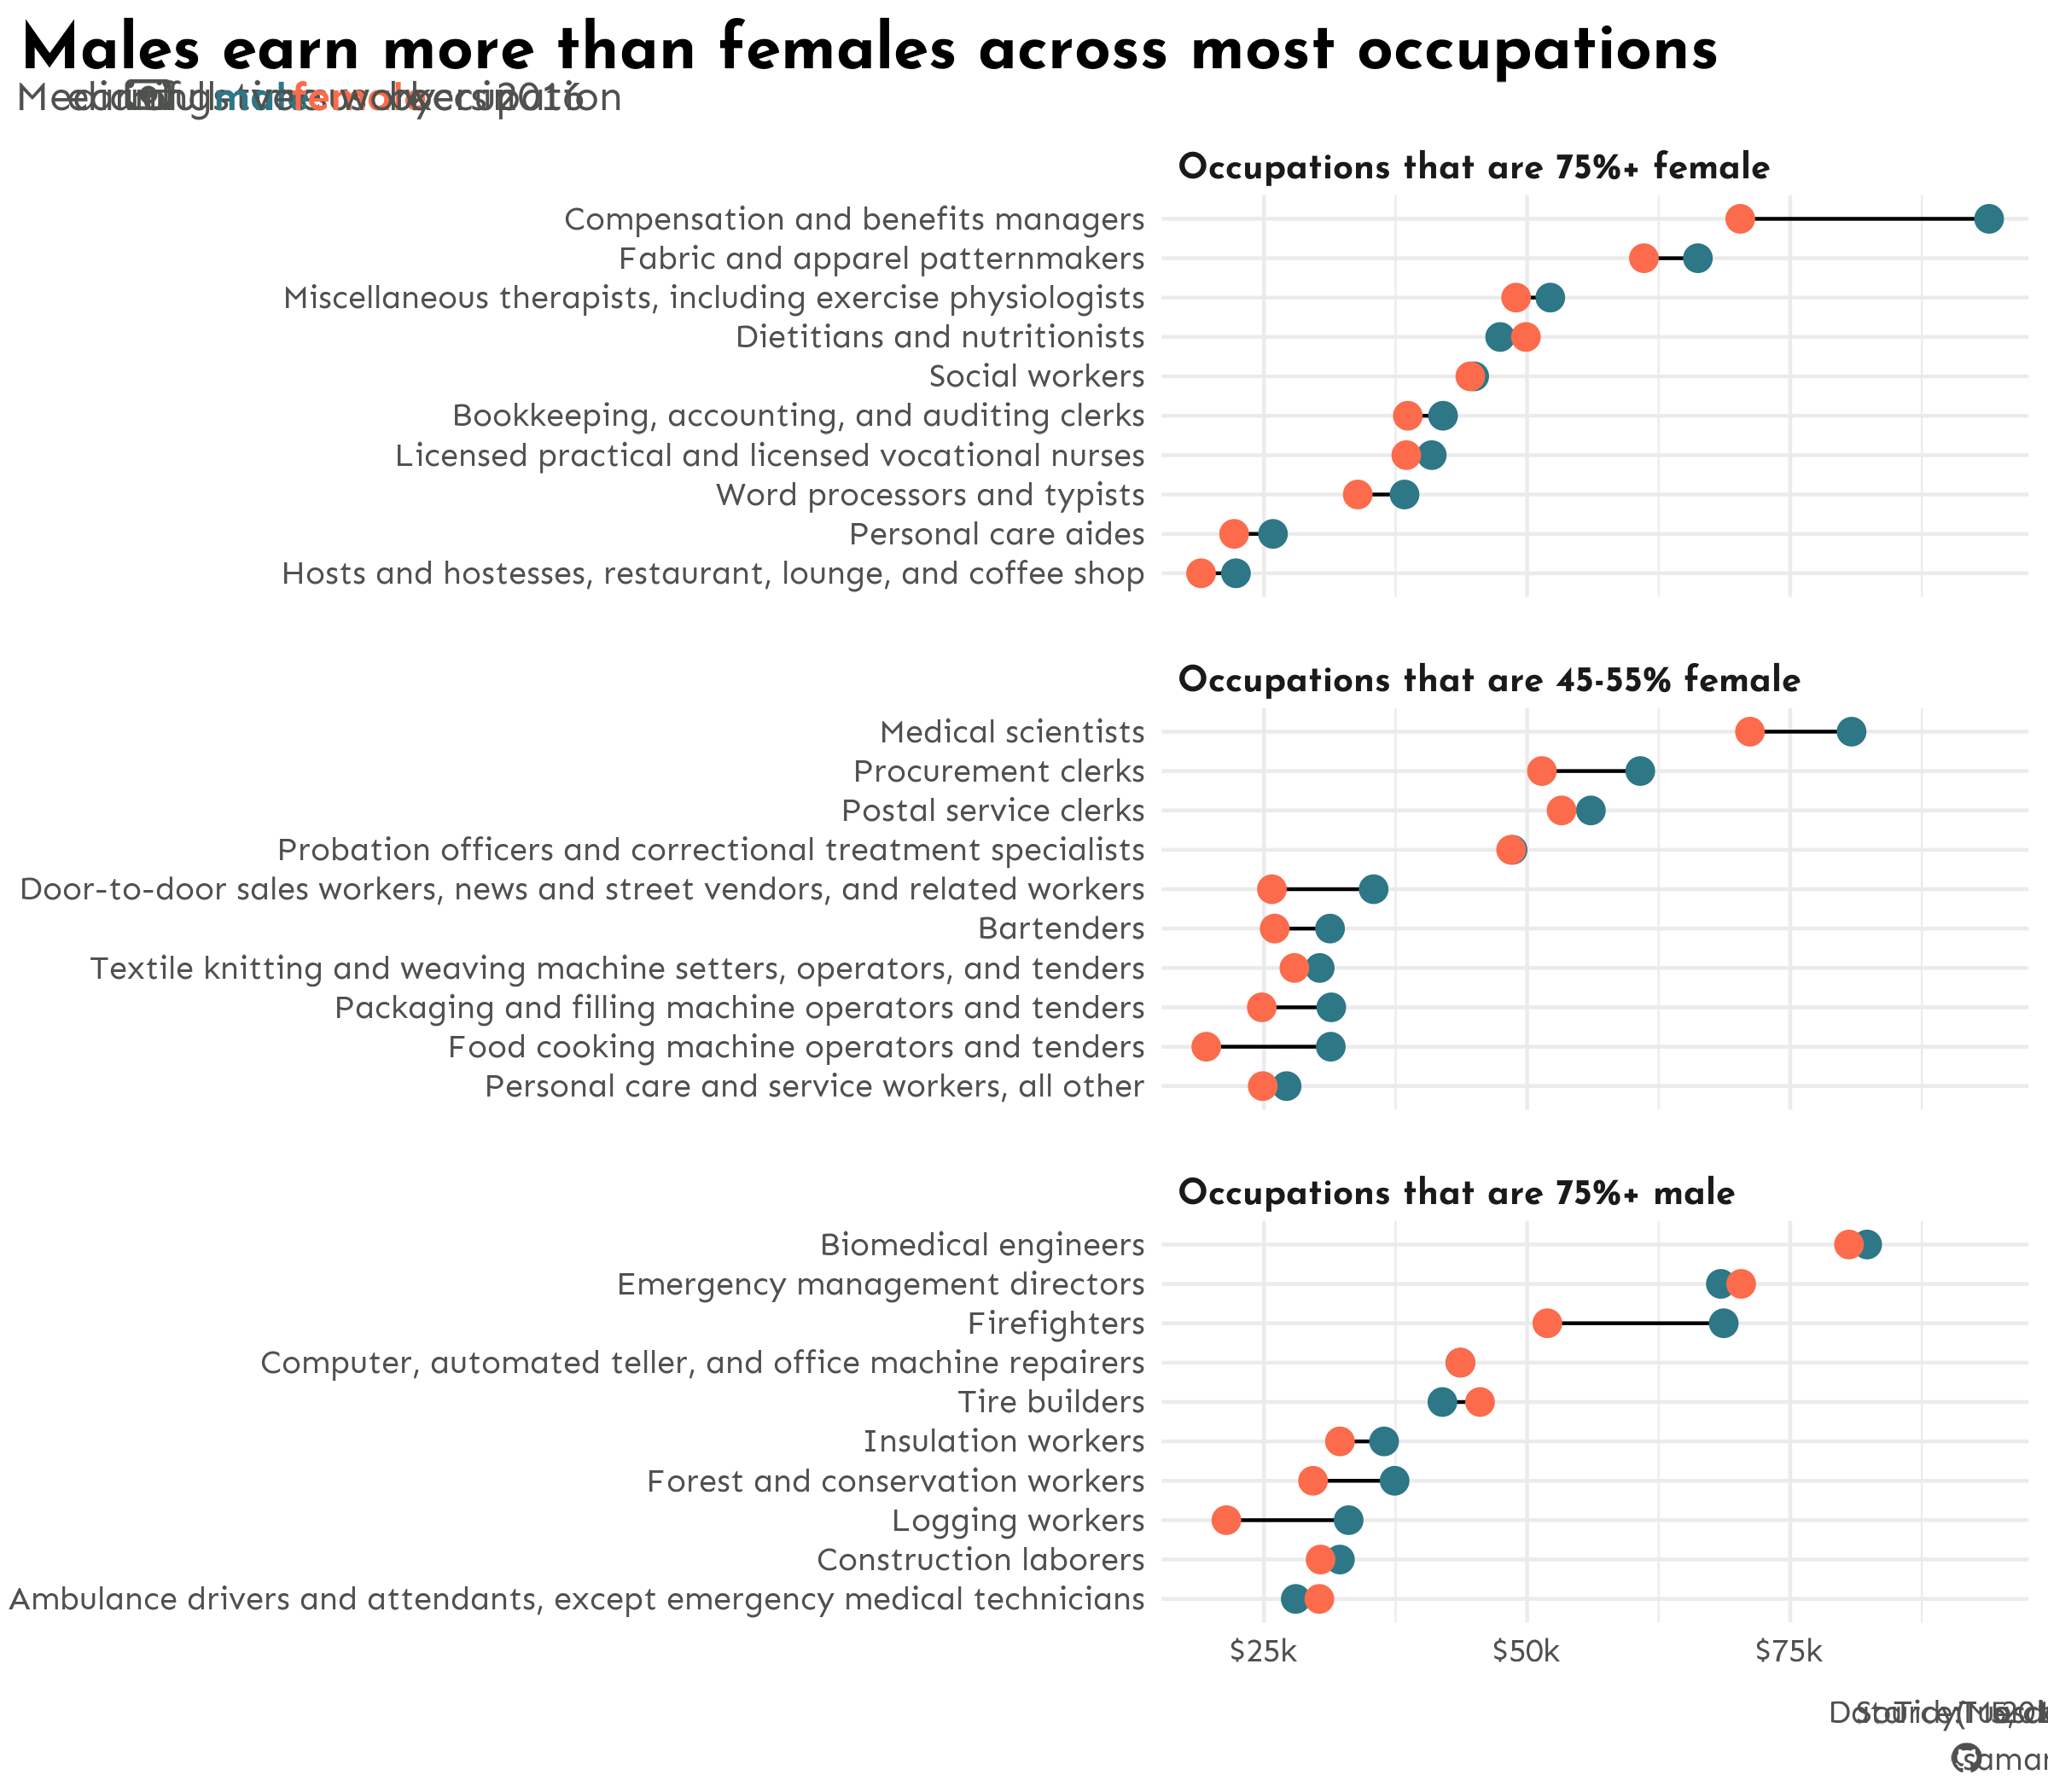 Males earn more than females across most occupations
male female
Occupations that are 75%+ female
Compensation and benefits managers
Fabric and apparel patternmakers
Miscellaneous therapists, including exercise physiologists
Dietitians and nutritionists
Social workers
Bookkeeping, accounting, and auditing clerks
Licensed practical and licensed vocational nurses
Word processors and typists
Personal care aides
Hosts and hostesses, restaurant, lounge, and coffee shop
Occupations that are 45-55% female
Medical scientists
Procurement clerks
Postal service clerks
Probation officers and correctional treatment specialists
Door-to-door sales workers, news and street vendors, and related workers
Bartenders
Textile knitting and weaving machine setters, operators, and tenders
Packaging and filling machine operators and tenders
Food cooking machine operators and tenders
Personal care and service workers, all other
Occupations that are 75%+ male
Biomedical engineers
Emergency management directors
Firefighters
Computer, automated teller, and office machine repairers
Tire builders
Insulation workers
Forest and conservation workers
Logging workers
Construction laborers
Ambulance drivers and attendants, except emergency medical technicians
$25k $50k $75k